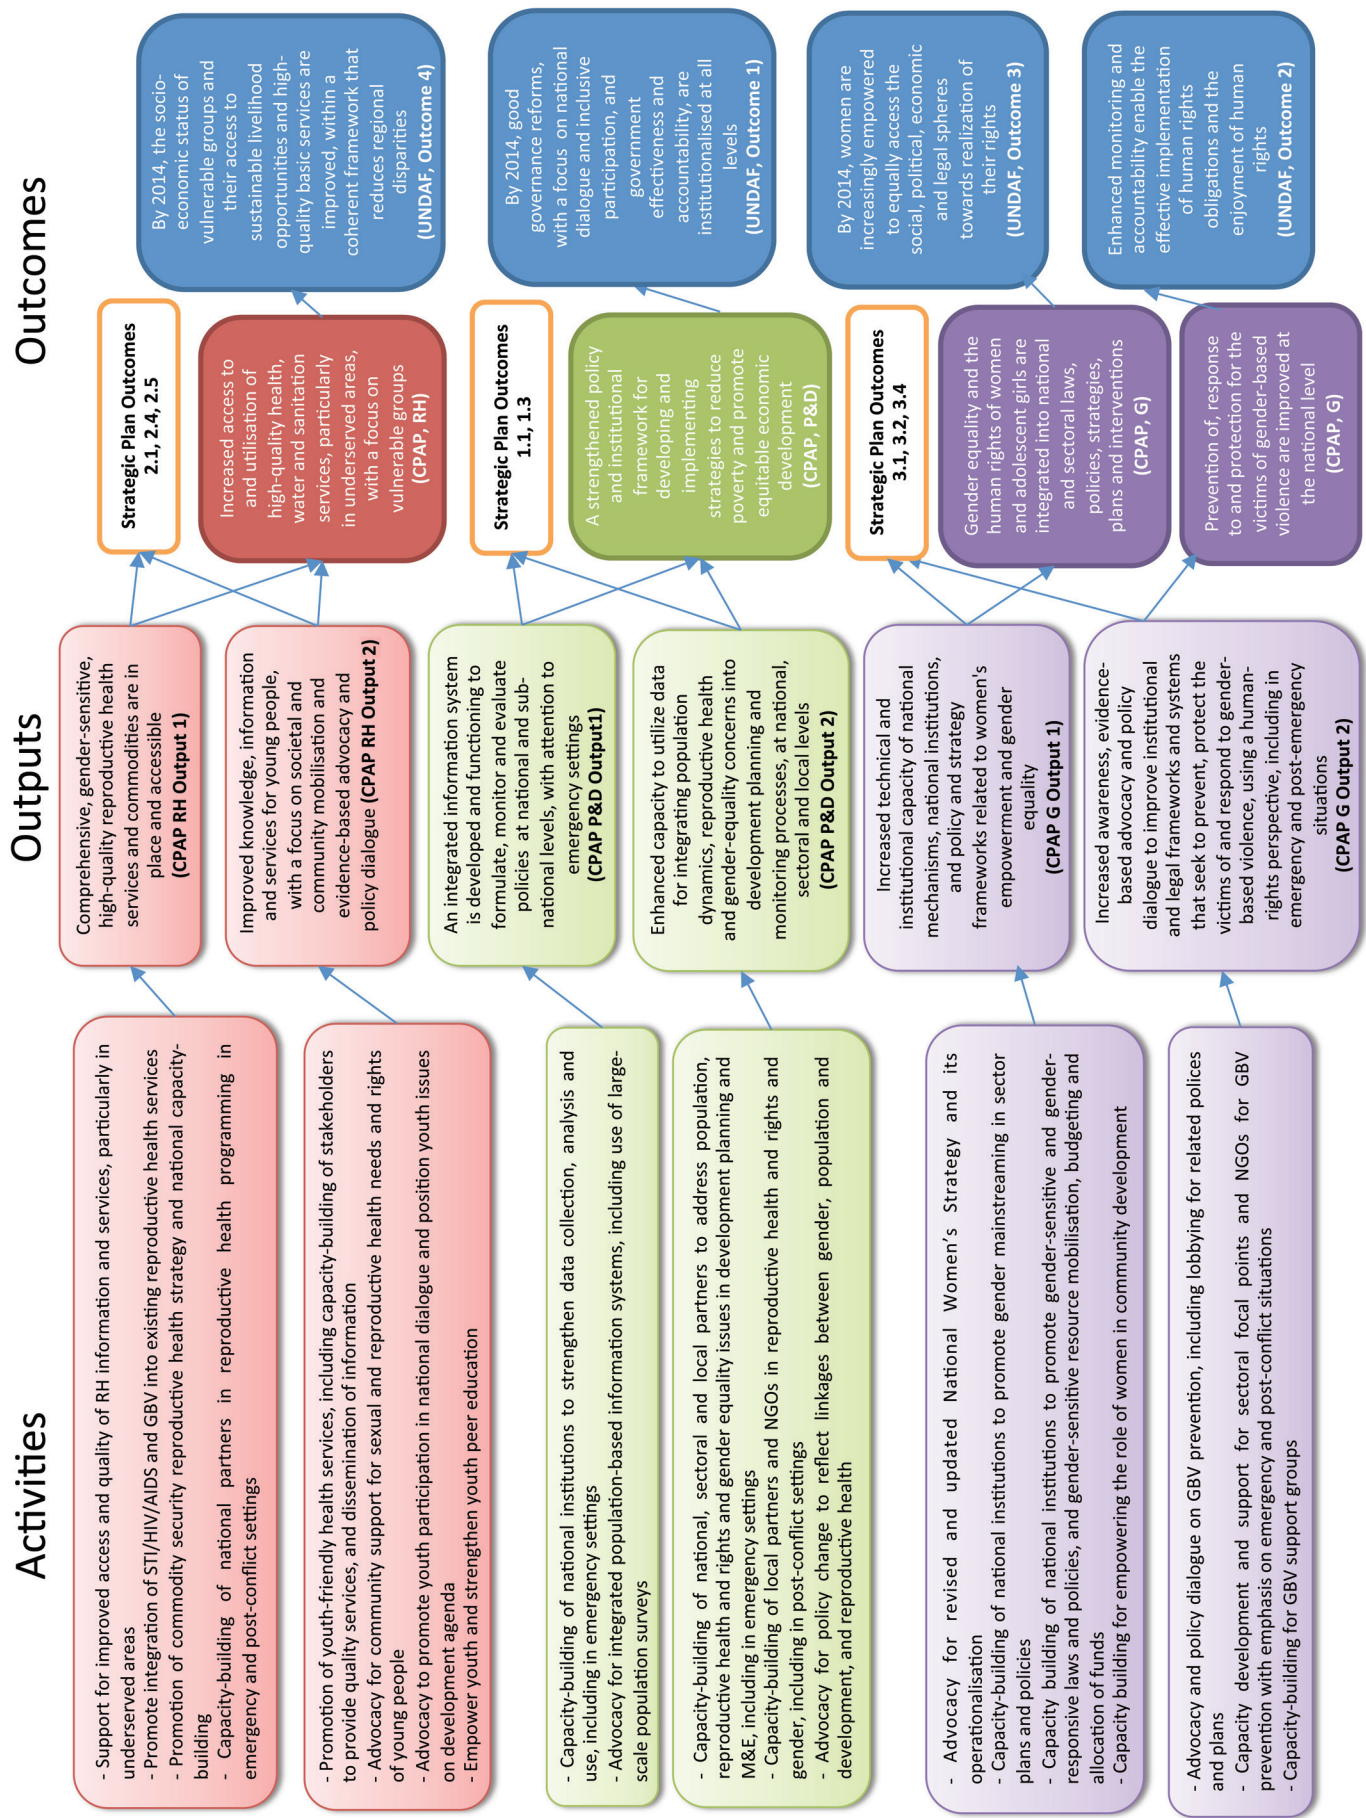 Activities
Outputs
Outcomes
- Support for improved access and quality of RH information and services, particularly in
underserved areas
- Promote integration of STI/HIV/AIDS and GBV into existing reproductive health services
- Promotion of commodity security reproductive health strategy and national capacity-
building
- Capacity-building of national partners in reproductive health programming in
emergency and post-conflict settings
- Promotion of youth-friendly health services, including capacity-building of stakeholders
to provide quality services, and dissemination of information
- Advocacy for community support for sexual and reproductive health needs and rights
of young people
- Advocacy to promote youth participation in national dialogue and position youth issues
on development agenda
- Empower youth and strengthen youth peer education
- Capacity-building of national institutions to strengthen data collection, analysis and
use, including in emergency settings
- Advocacy for integrated population-based information systems, including use of large-
scale population surveys
- Capacity-building of national, sectoral and local partners to address population,
reproductive health and rights and gender equality issues in development planning and
M&E, including in emergency settings
- Capacity-building of local partners and NGOs in reproductive health and rights and
gender, including in post-conflict settings
- Advocacy for policy change to reflect linkages between gender, population and
development, and reproductive health
- Advocacy for revised and updated National Women's Strategy and its
operationalisation
- Capacity-building of national institutions to promote gender mainstreaming in sector
plans and policies
- Capacity building of national institutions to promote gender-sensitive and gender-
responsive laws and policies, and gender-sensitive resource mobilisation, budgeting and
allocation of funds
- Capacity building for empowering the role of women in community development
- Advocacy and policy dialogue on GBV prevention, including lobbying for related polices
and plans
- Capacity development and support for sectoral focal points and NGOs for GBV
prevention with emphasis on emergency and post-conflict situations
- Capacity-building for GBV support groups
Comprehensive, gender-sensitive,
high-quality reproductive health
services and commodities are in
place and accessible
(CPAP RH Output 1)
Improved knowledge, information
and services for young people,
with a focus on societal and
community mobilisation and
evidence-based advocacy and
policy dialogue (CPAP RH Output 2)
An integrated information system
is developed and functioning to
formulate, monitor and evaluate
policies at national and sub-
national levels, with attention to
emergency settings
(CPAP P&D Output1)
Enhanced capacity to utilize data
for integrating population
dynamics, reproductive health
and gender-equality concerns into
development planning and
monitoring processes, at national,
sectoral and local levels
(CPAP P&D Output 2)
Increased technical and
institutional capacity of national
mechanisms, national institutions,
and policy and strategy
frameworks related to women's
empowerment and gender
equality
(CPAP G Output 1)
Increased awareness, evidence-
based advocacy and policy
dialogue to improve institutional
and legal frameworks and systems
that seek to prevent, protect the
victims of and respond to gender-
based violence, using a human-
rights perspective, including in
emergency and post-emergency
situations
(CPAP G Output 2)
Strategic Plan Outcomes
2.1, 2.4, 2.5
Increased access to
and utilisation of
high-quality health,
water and sanitation
services, particularly
in underserved areas,
with a focus on
vulnerable groups
(CPAP, RH)
Strategic Plan Outcomes
1.1, 1.3
A strengthened policy
and institutional
framework for
developing and
implementing
strategies to reduce
poverty and promote
equitable economic
development
(CPAP, P&D)
Strategic Plan Outcomes
3.1, 3.2, 3.4
Gender equality and the
human rights of women
and adolescent girls are
integrated into national
and sectoral laws,
policies, strategies,
plans and interventions
(CPAP, G)
Prevention of, response
to and protection for the
victims of gender-based
violence are improved at
the national level
(CPAP, G)
By 2014, the socio-
economic status of
vulnerable groups and
their access to
sustainable livelihood
opportunities and high-
quality basic services are
improved, within a
coherent framework that
reduces regional
disparities
(UNDAF, Outcome 4)
By 2014, good
governance reforms,
with a focus on national
dialogue and inclusive
participation, and
government
effectiveness and
accountability, are
institutionalised at all
levels
(UNDAF, Outcome 1)
By 2014, women are
increasingly empowered
to equally access the
social, political, economic
and legal spheres
towards realization of
their rights
(UNDAF, Outcome 3)
Enhanced monitoring and
accountability enable the
effective implementation
of human rights
obligations and the
enjoyment of human
rights
(UNDAF, Outcome 2)